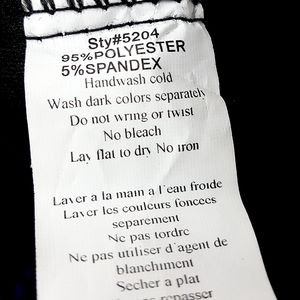 Sty#5204
95%POLYESTER
5%SPANDEX
Handwash cold
Wash dark colors separately
Do not wring or twist
No bleach
Lay flat to dry No iron
Laver a la main a l'eau froide
Laver les couleurs foncees
separement
Ne pas tordre
Ne pas utiliser d'agent de
blanchiment
Secher a plat
repasser